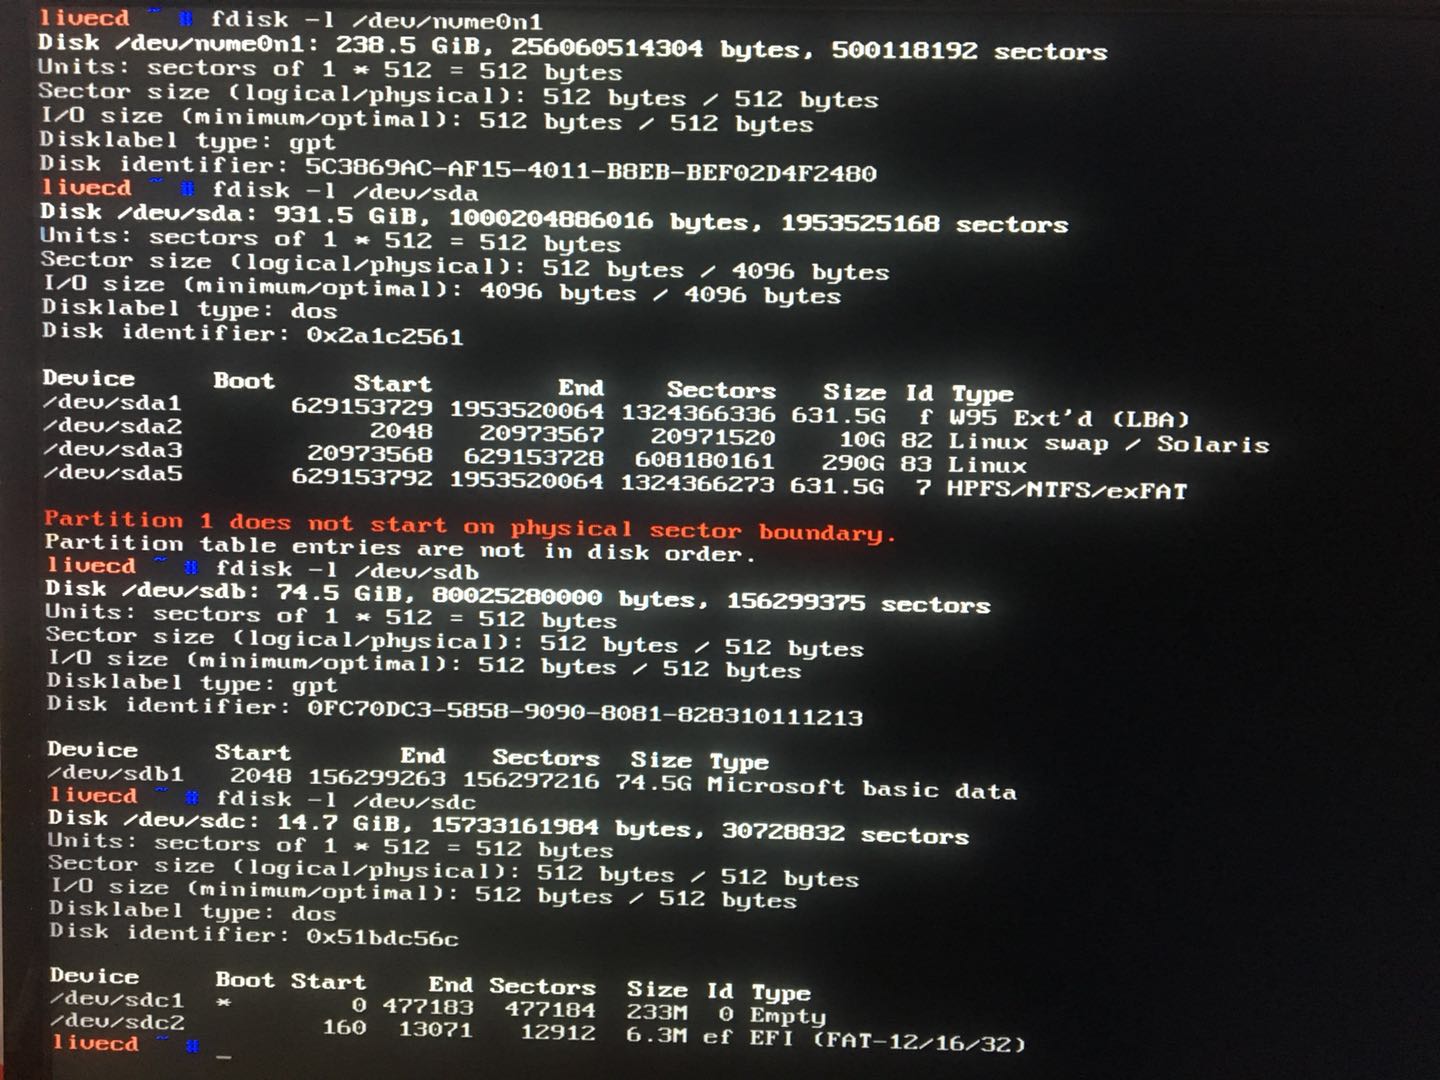 livecd ~ # fdisk -l /dev/nvme0n1
Disk /dev/nvme0n1: 238.5 GiB, 256060514304 bytes, 500118192 sectors
Units: sectors of 1 * 512 = 512 bytes
Sector size (logical/physical): 512 bytes / 512 bytes
I/O size (minimum/optimal): 512 bytes / 512 bytes
Disklabel type: gpt
Disk identifier: 5C3869AC-AF15-4011-B8EB-BEF02D4F2480
livecd ~ # fdisk -l /dev/sda
Disk /dev/sda: 931.5 GiB, 1000204886016 bytes, 1953525168 sectors
Units: sectors of 1 * 512 = 512 bytes
Sector size (logical/physical): 512 bytes / 4096 bytes
I/O size (minimum/optimal): 4096 bytes / 4096 bytes
Disklabel type: dos
Disk identifier: 0x2a1c2561
Device Boot Start End Sectors Size Id Type
/dev/sda1 629153729 1953520064 1324366336 631.5G f W95 Ext'd (LBA)
/dev/sda2 2048 20973567 20971520 10G 82 Linux swap / Solaris
/dev/sda3 20973568 629153728 608180161 290G 83 Linux
/dev/sda5 629153792 1953520064 1324366273 631.5G 7 HPFS/NTFS/exFAT
Partition 1 does not start on physical sector boundary.
Partition table entries are not in disk order.
livecd ~ # fdisk -l /dev/sdb
Disk /dev/sdb: 74.5 GiB, 80025280000 bytes, 156299375 sectors
Units: sectors of 1 * 512 = 512 bytes
Sector size (logical/physical): 512 bytes / 512 bytes
I/O size (minimum/optimal): 512 bytes / 512 bytes
Disklabel type: gpt
Disk identifier: 0FC70DC3-5858-9090-8081-828310111213
Device Start End Sectors Size Type
/dev/sdb1 2048 156299263 156297216 74.5G Microsoft basic data
livecd ~ # fdisk -l /dev/sdc
Disk /dev/sdc: 14.7 GiB, 15733161984 bytes, 30728832 sectors
Units: sectors of 1 * 512 = 512 bytes
Sector size (logical/physical): 512 bytes / 512 bytes
I/O size (minimum/optimal): 512 bytes / 512 bytes
Disklabel type: dos
Disk identifier: 0x51bdc56c
Device Boot Start End Sectors Size Id Type
/dev/sdc1 * 0 477183 477184 233M 0 Empty
/dev/sdc2 160 13071 12912 6.3M ef EFI (FAT-12/16/32)
livecd ~ # _